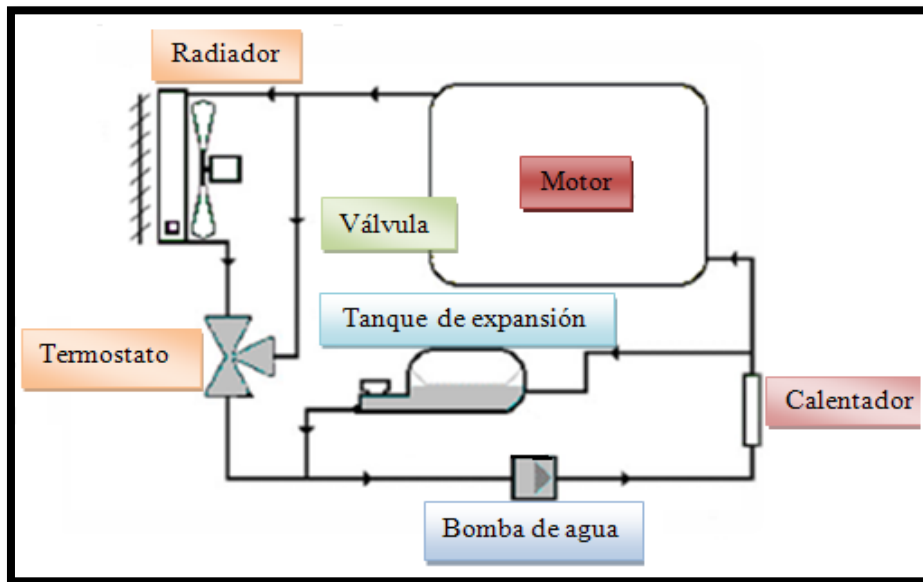 Radiador
Motor
Válvula
Tanque de expansión
Termostato
Calentador
Bomba de agua